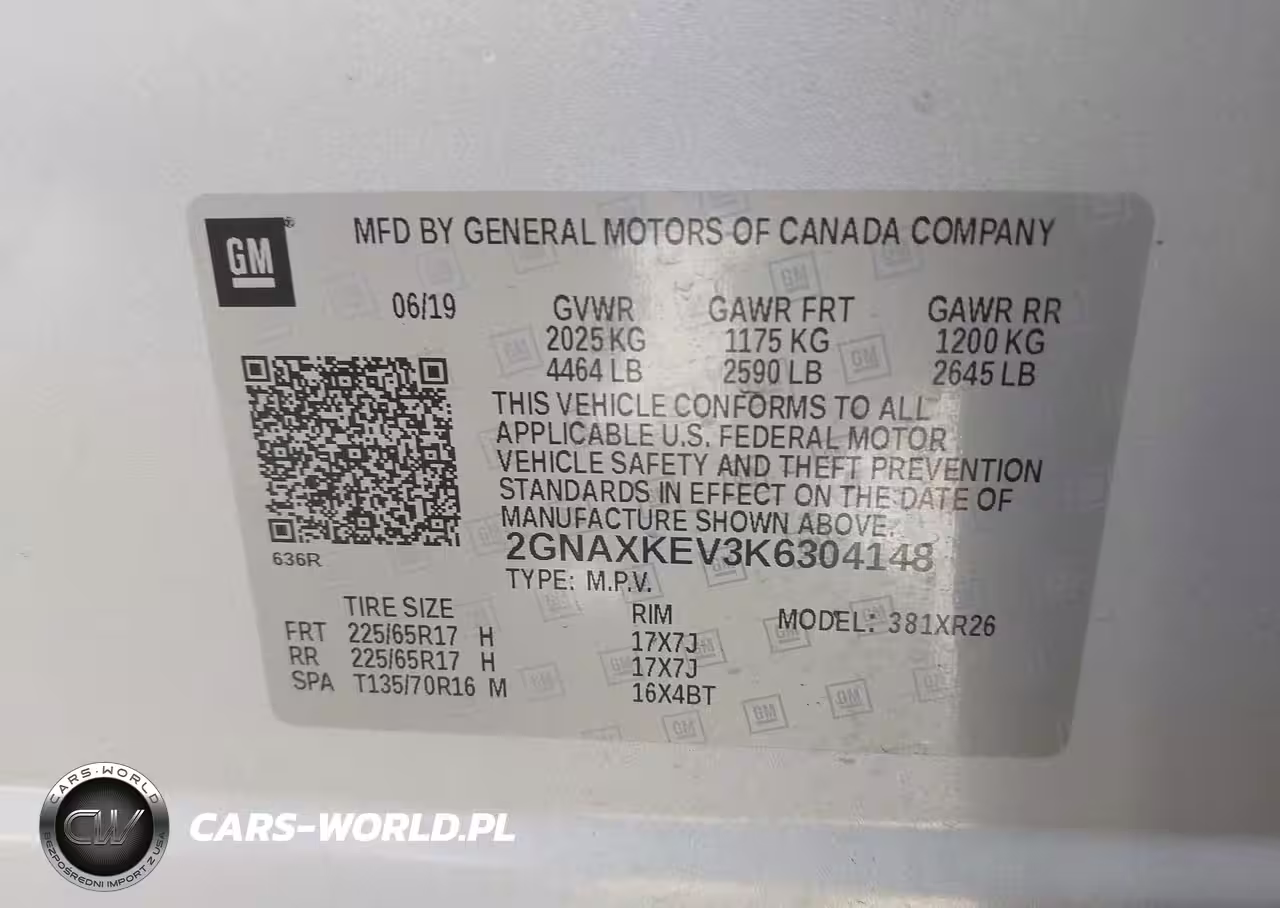 GM
MFD BY GENERAL MOTORS OF CANADA COMPANY
06/19 GVWR GAWR FRT GAWR RR
2025 KG 1175 KG 1200 KG
4464 LB 2590 LB 2645 LB
THIS VEHICLE CONFORMS TO ALL
APPLICABLE U.S. FEDERAL MOTOR
VEHICLE SAFETY AND THEFT PREVENTION
STANDARDS IN EFFECT ON THE DATE OF
MANUFACTURE SHOWN ABOVE.
636R
2GNAXKEV3K6304148
TYPE: M.P.V.
TIRE SIZE RIM MODEL: 381XR26
FRT 225/65R17 H 17X7J
RR 225/65R17 H 17X7J
SPA T135/70R16 M 16X4BT
CARS-WORLD
CW
BEZPOŚREDNI IMPORT Z USA
CARS-WORLD.PL